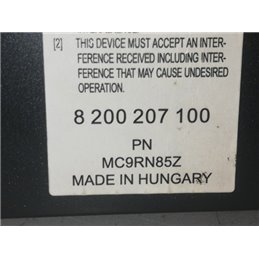 [2] THIS DEVICE MUST ACCEPT AN INTER-
FERENCE RECEIVED INCLUDING INTER-
FERENCE THAT MAY CAUSE UNDESIRED
OPERATION.
8 200 207 100
PN
MC9RN85Z
MADE IN HUNGARY